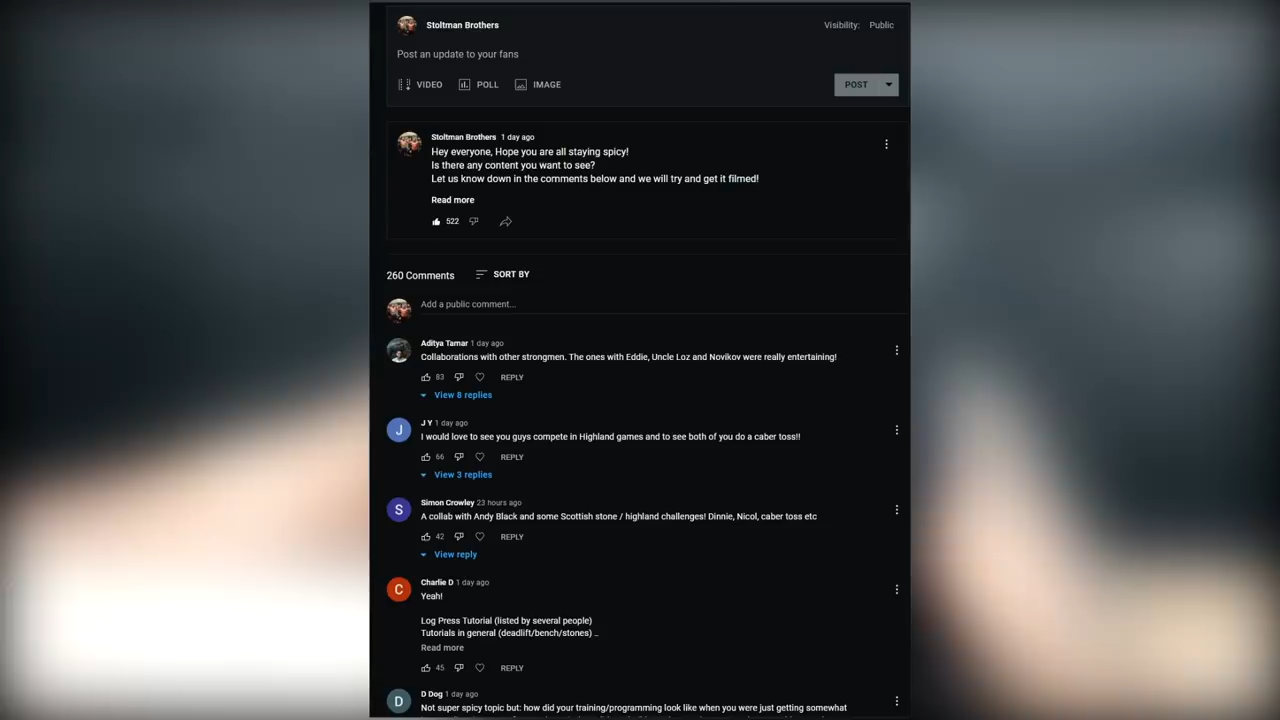 Stoltman Brothers
Visibility: Public
Post an update to your fans
VIDEO POLL IMAGE
POST
Stoltman Brothers 1 day ago
Hey everyone, Hope you are all staying spicy!
Is there any content you want to see?
Let us know down in the comments below and we will try and get it filmed!
Read more
522
260 Comments SORT BY
Add a public comment...
Aditya Tamar 1 day ago
Collaborations with other strongmen. The ones with Eddie, Uncle Loz and Novikov were really entertaining!
83 REPLY
View 8 replies
J
J Y 1 day ago
I would love to see you guys compete in Highland games and to see both of you do a caber toss!!
66 REPLY
View 3 replies
S
Simon Crowley 23 hours ago
A collab with Andy Black and some Scottish stone / highland challenges! Dinnie, Nicol, caber toss etc
42 REPLY
View reply
C
Charlie D 1 day ago
Yeah!
Log Press Tutorial (listed by several people)
Tutorials in general (deadlift/bench/stones) ...
Read more
45 REPLY
D
D Dog 1 day ago
Not super spicy topic but: how did your training/programming look like when you were just getting somewhat